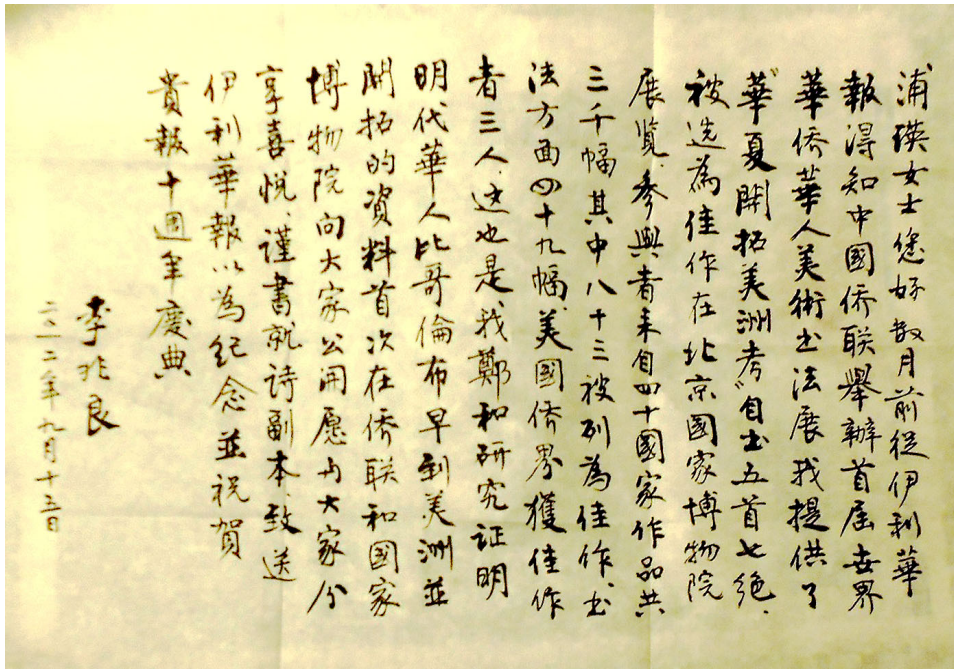 浦瑛女士您好数月前從伊利華
報得知中國侨联舉辦首屆世界
華侨華人美術书法展我提供了
“華夏開拓美洲考”自书五首七绝.
被选為佳作在北京國家博物院
展览.參與者来自四十國家作品共
三千幅其中八十三被列為佳作.书
法方面四十九幅.美國侨界獲佳作
者三人.这也是我鄭和研究证明
明代華人比哥倫布早到美洲並
開拓的資料首次在侨联和國家
博物院向大家公開愿与大家分
享喜悦.谨書就诗副本.致送
伊利華報以為纪念並祝賀
貴報十週年慶典
李兆良
二〇一二年九月十五日